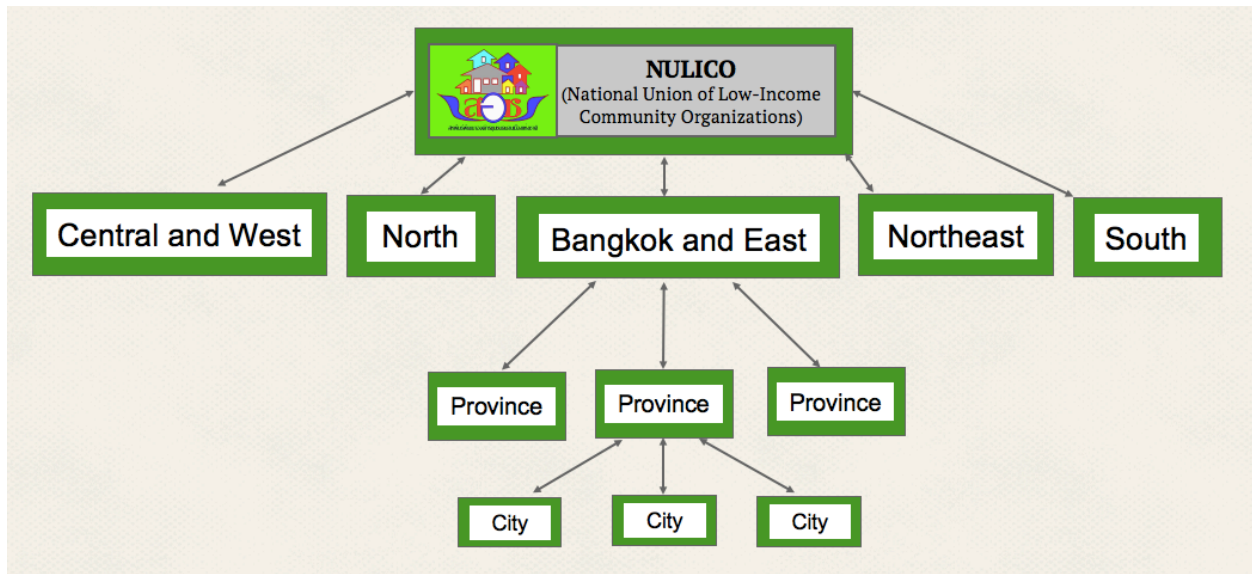 NULICO
(National Union of Low-Income
Community Organizations)
Central and West
North
Bangkok and East
Northeast
South
Province
Province
Province
City
City
City